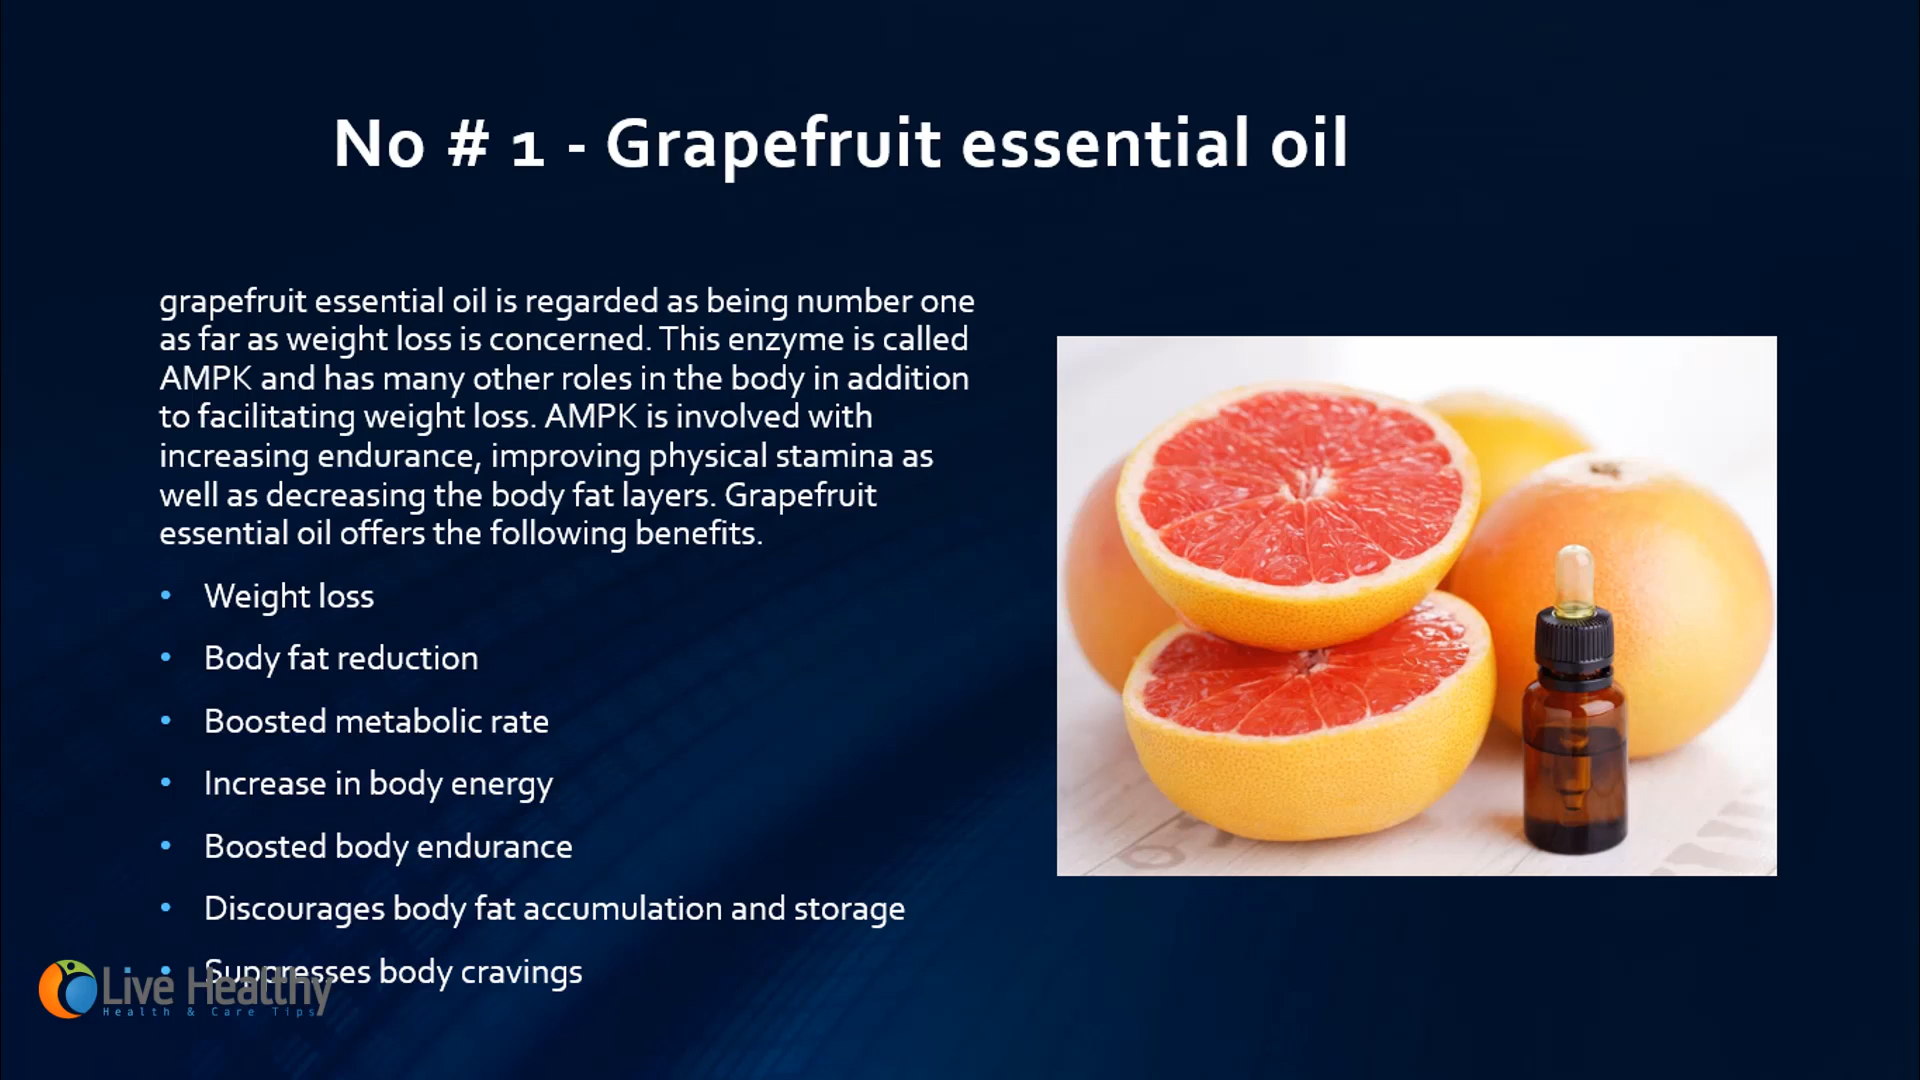 No # 1 - Grapefruit essential oil
grapefruit essential oil is regarded as being number one
as far as weight loss is concerned. This enzyme is called
AMPK and has many other roles in the body in addition
to facilitating weight loss. AMPK is involved with
increasing endurance, improving physical stamina as
well as decreasing the body fat layers. Grapefruit
essential oil offers the following benefits.
• Weight loss
• Body fat reduction
• Boosted metabolic rate
• Increase in body energy
• Boosted body endurance
• Discourages body fat accumulation and storage
• Suppresses body cravings
Live Healthy
Health & Care Tips